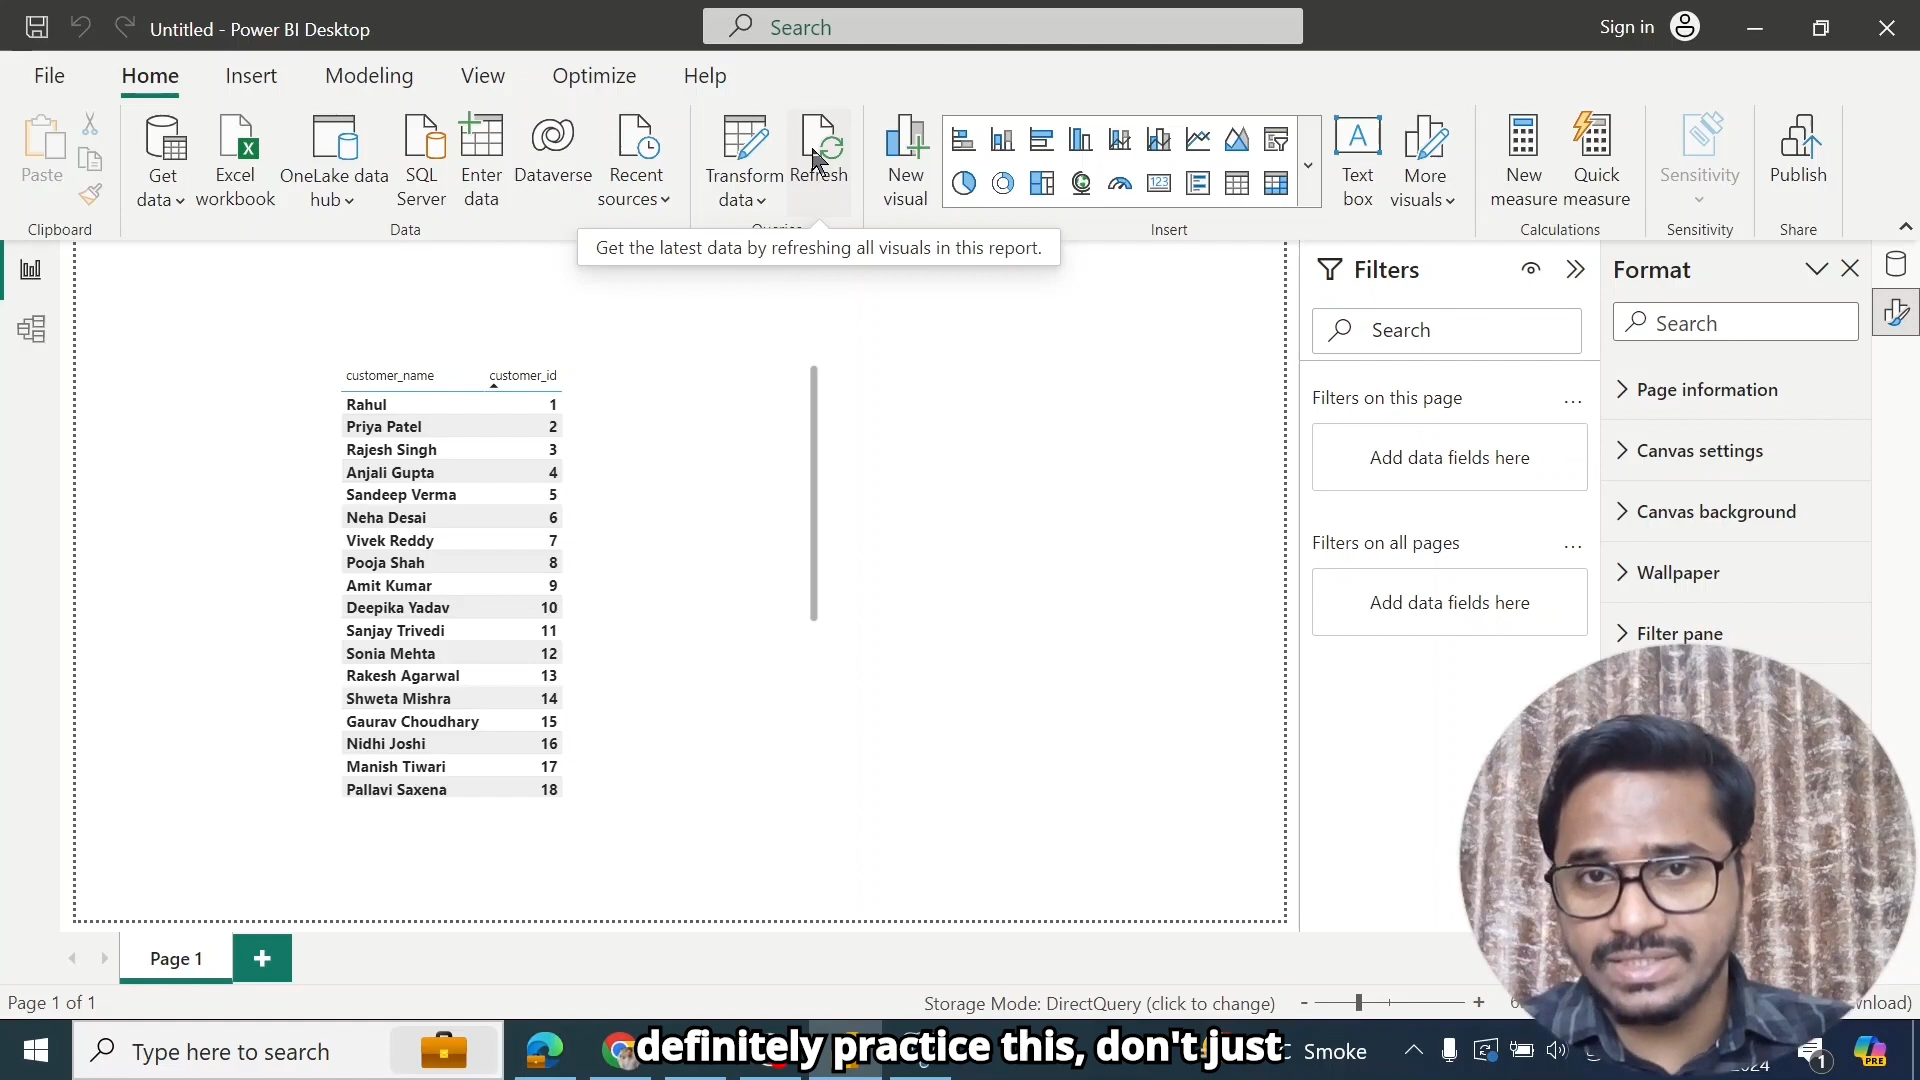 Untitled - Power BI Desktop
Search
Sign in
File
Home
Insert
Modeling
View
Optimize
Help
Paste
Get data
Excel workbook
OneLake data hub
SQL Server
Enter data
Dataverse
Recent sources
Transform data
Refresh
New visual
123
A
Text box
More visuals
New measure
Quick measure
Sensitivity
Publish
Clipboard
Data
Insert
Calculations
Sensitivity
Share
Get the latest data by refreshing all visuals in this report.
Filters
Search
Filters on this page
Add data fields here
Filters on all pages
Add data fields here
Format
Search
Page information
Canvas settings
Canvas background
Wallpaper
Filter pane
customer_name customer_id
Rahul 1
Priya Patel 2
Rajesh Singh 3
Anjali Gupta 4
Sandeep Verma 5
Neha Desai 6
Vivek Reddy 7
Pooja Shah 8
Amit Kumar 9
Deepika Yadav 10
Sanjay Trivedi 11
Sonia Mehta 12
Rakesh Agarwal 13
Shweta Mishra 14
Gaurav Choudhary 15
Nidhi Joshi 16
Manish Tiwari 17
Pallavi Saxena 18
Page 1
Page 1 of 1
Storage Mode: DirectQuery (click to change)
Type here to search
definitely practice this, don't just
Smoke
1
PRE